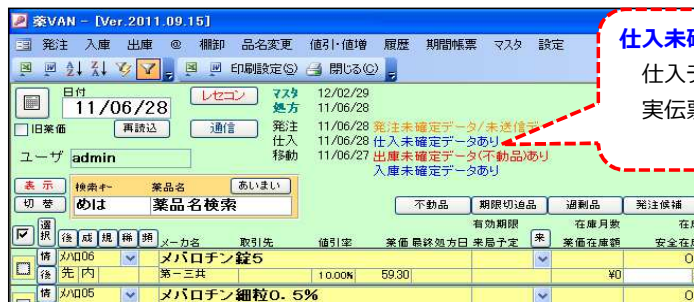 薬VAN - [Ver.2011.09.15]
発注 入庫 出庫 @ 棚卸 品名変更 値引・値増 履歴 期間帳票 マスタ 設定
印刷設定(S) 閉じる(C)
日付
11/06/28
レセコン
マスタ 12/02/29
処方 11/06/28
旧薬価 再読込 通信
発注 11/06/28 発注未確定データ/未送信デ
仕入 11/06/28 仕入未確定データあり
移動 11/06/27 出庫未確定データ(不動品)あり
入庫未確定データあり
ユーザ admin
仕入未確
仕入デ
実伝票
表示 検索キー 薬品名 あいまい
切替 めは 薬品名検索
不動品 期限切迫品 過剰品 発注候補
選択 後 成 規 稀 頻 メーカ名 取引先 値引率 薬価 最終処方日
有効期限 来局予定 来 在庫月数 薬価在庫額 安全在
情 メバロチン錠5 0
後 先 内 第一三共 10.00% 59.30 ¥0
情 メバロチン細粒0.5% 0